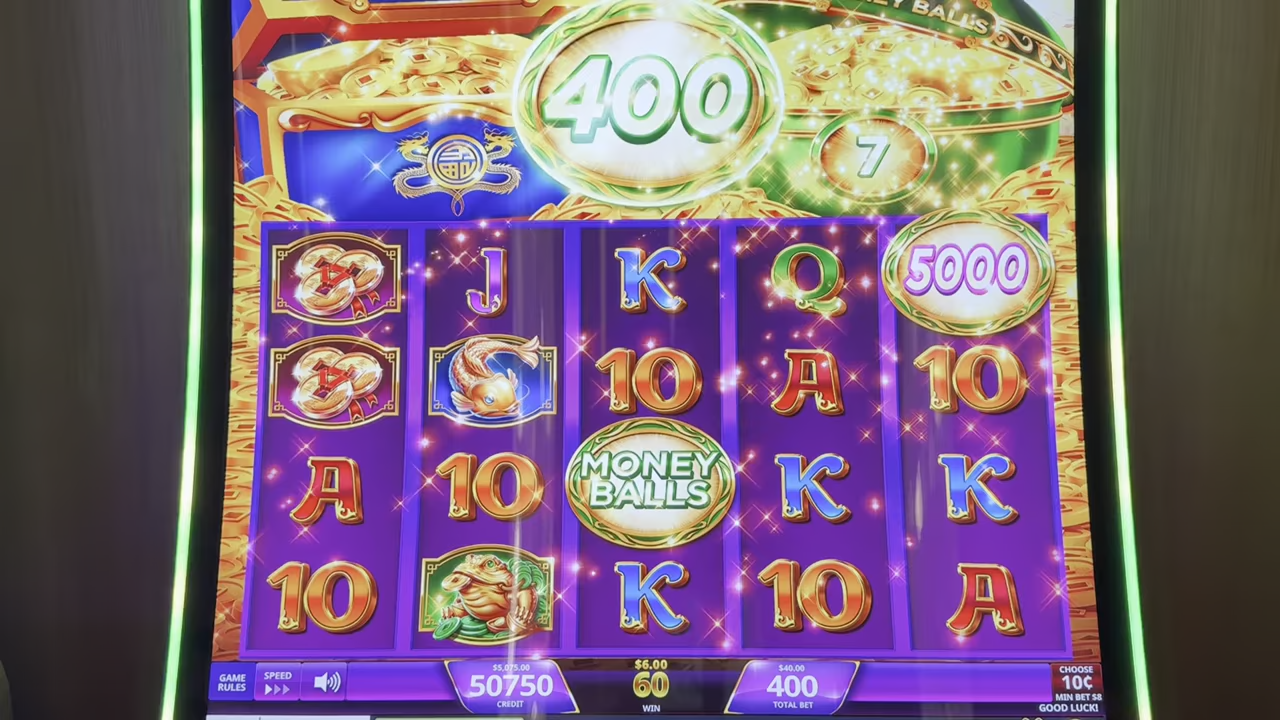 EY BALLS
400
7
J
K
Q
5000
10
A
10
A
10
MONEY
BALLS
K
K
10
K
10
A
GAME
RULES
SPEED
$5,075.00
50750
CREDIT
$6.00
60
WIN
$40.00
400
TOTAL BET
CHOOSE
10¢
MIN BET $8
GOOD LUCK!